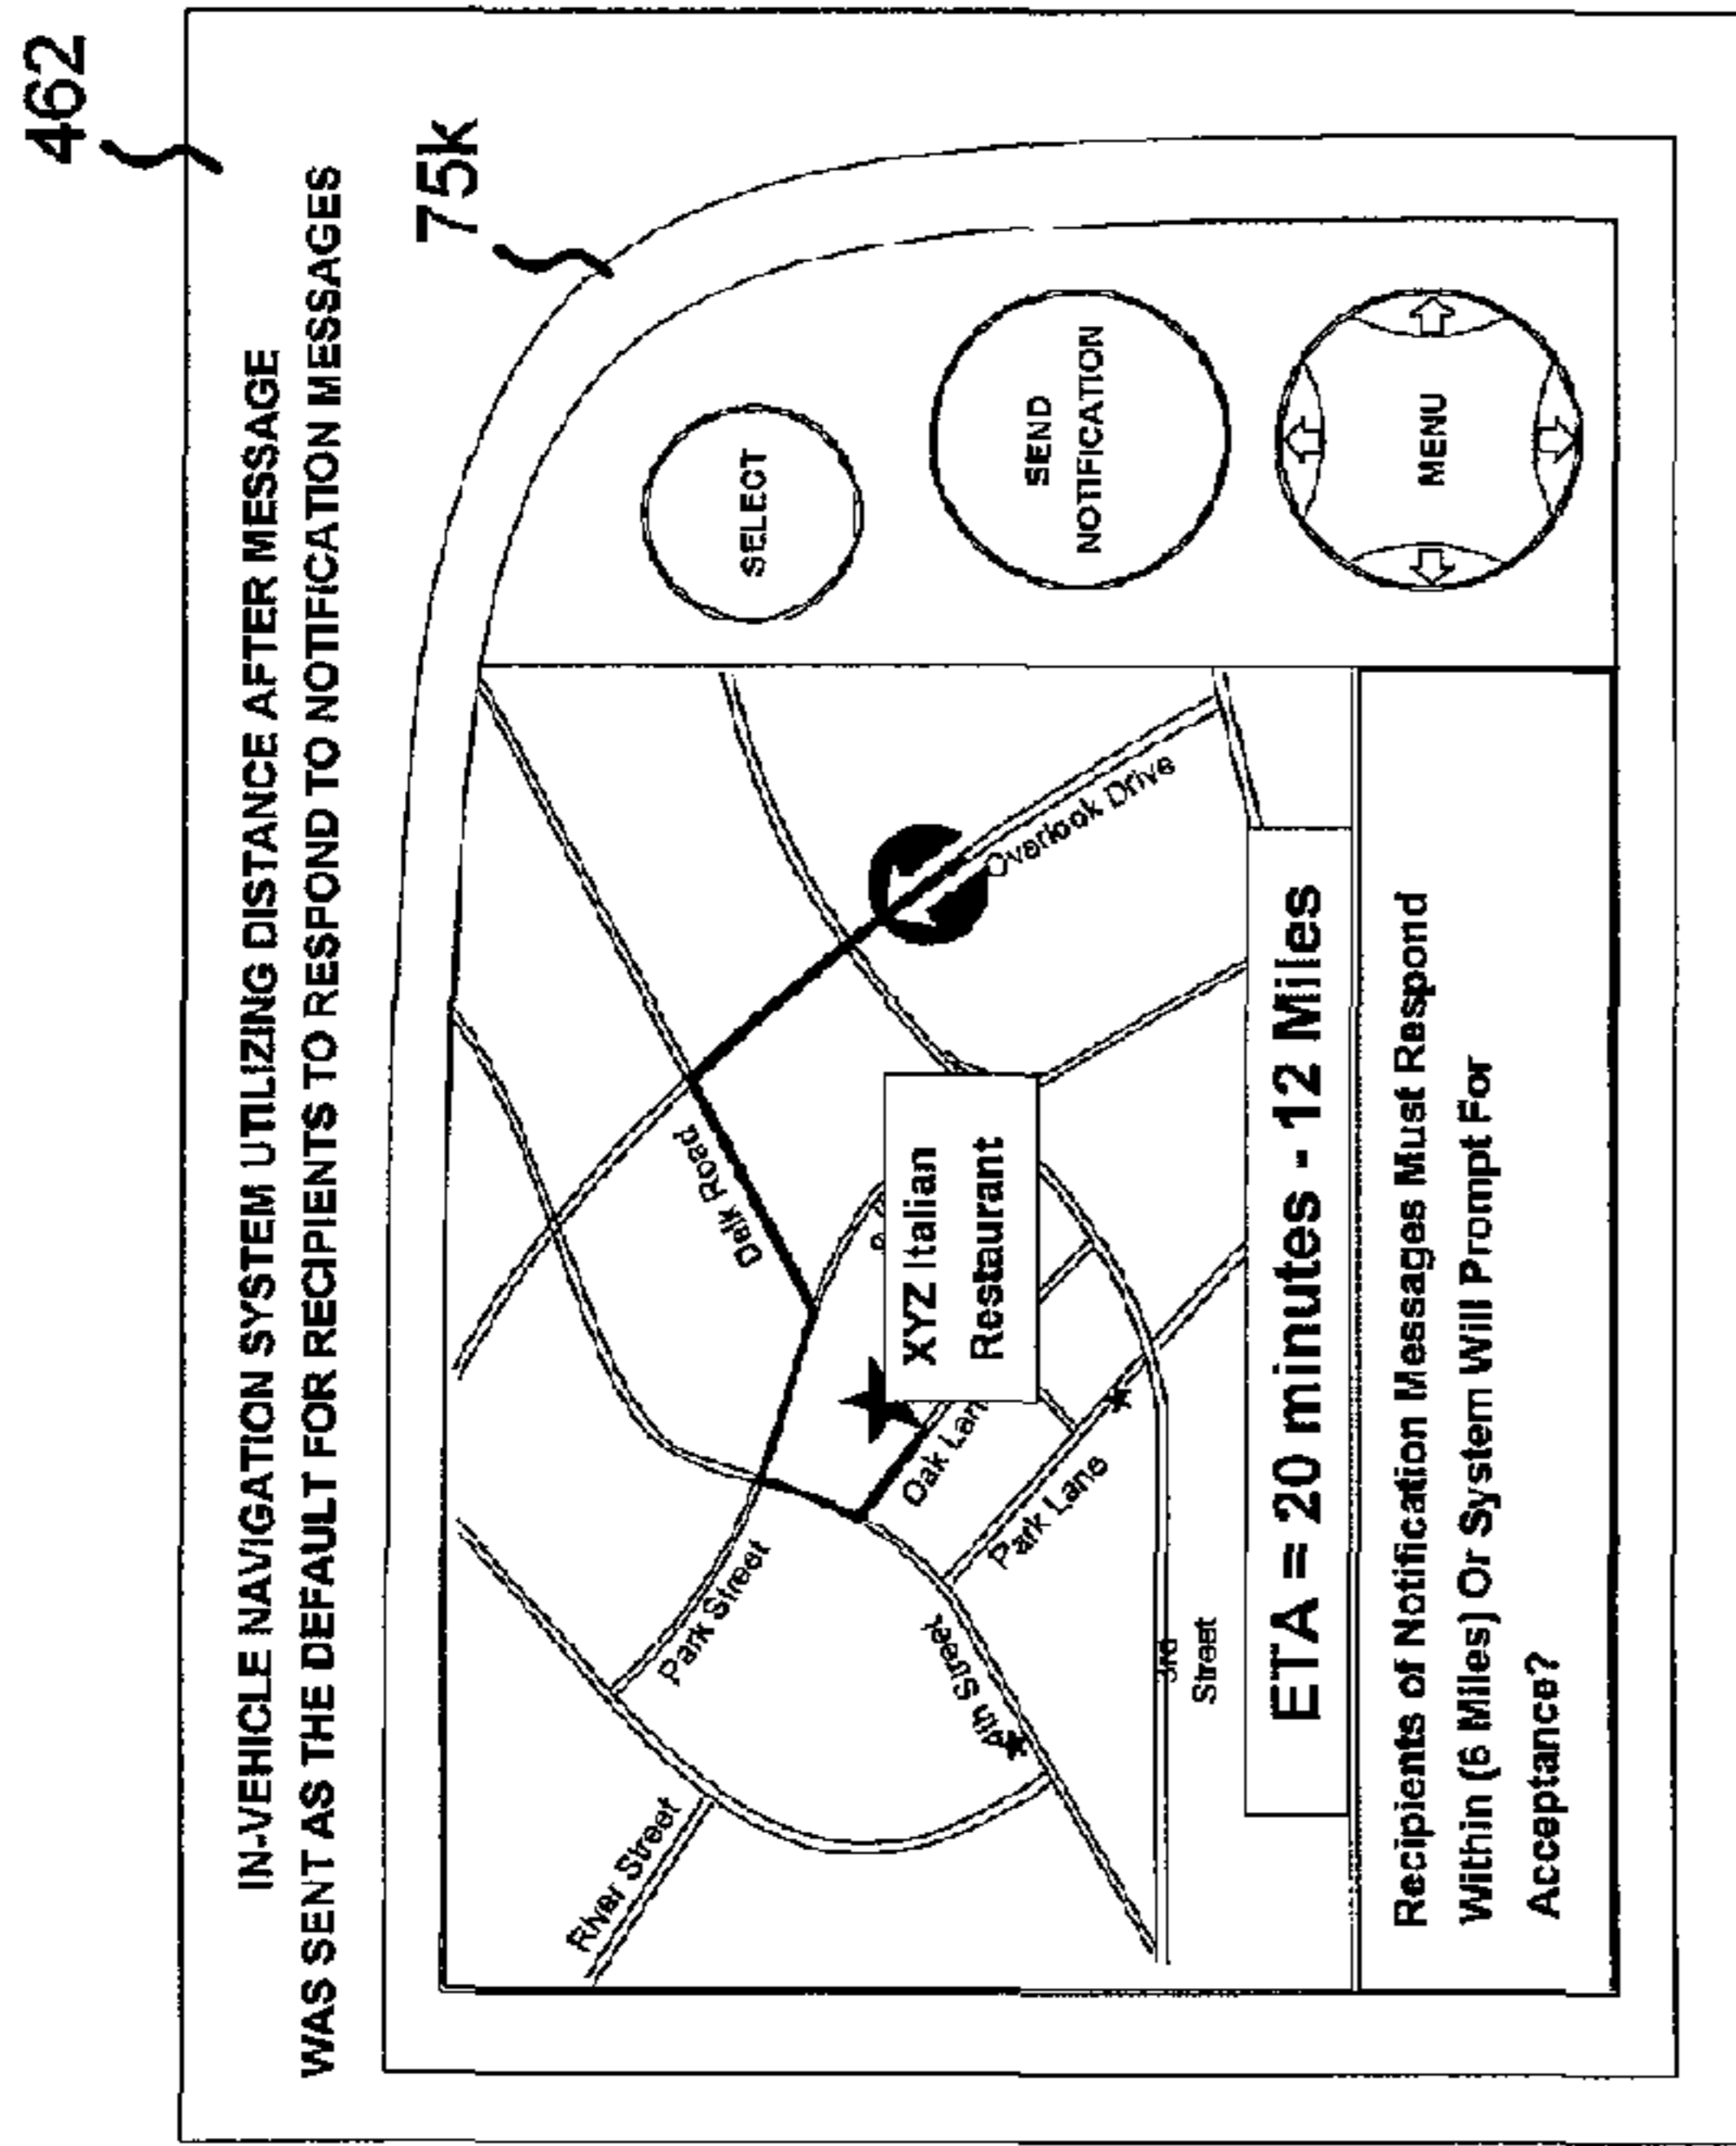 462
IN-VEHICLE NAVIGATION SYSTEM UTILIZING DISTANCE AFTER MESSAGE
WAS SENT AS THE DEFAULT FOR RECIPIENTS TO RESPOND TO NOTIFICATION MESSAGES
75k
River Street
Park Street
Delk Road
Overlook Drive
XYZ Italian
Restaurant
Oak Lan
Park Lane
4th Street
3rd
Street
SELECT
SEND
NOTIFICATION
MENU
ETA = 20 minutes - 12 Miles
Recipients of Notification Messages Must Respond
Within (6 Miles) Or System Will Prompt For
Acceptance?